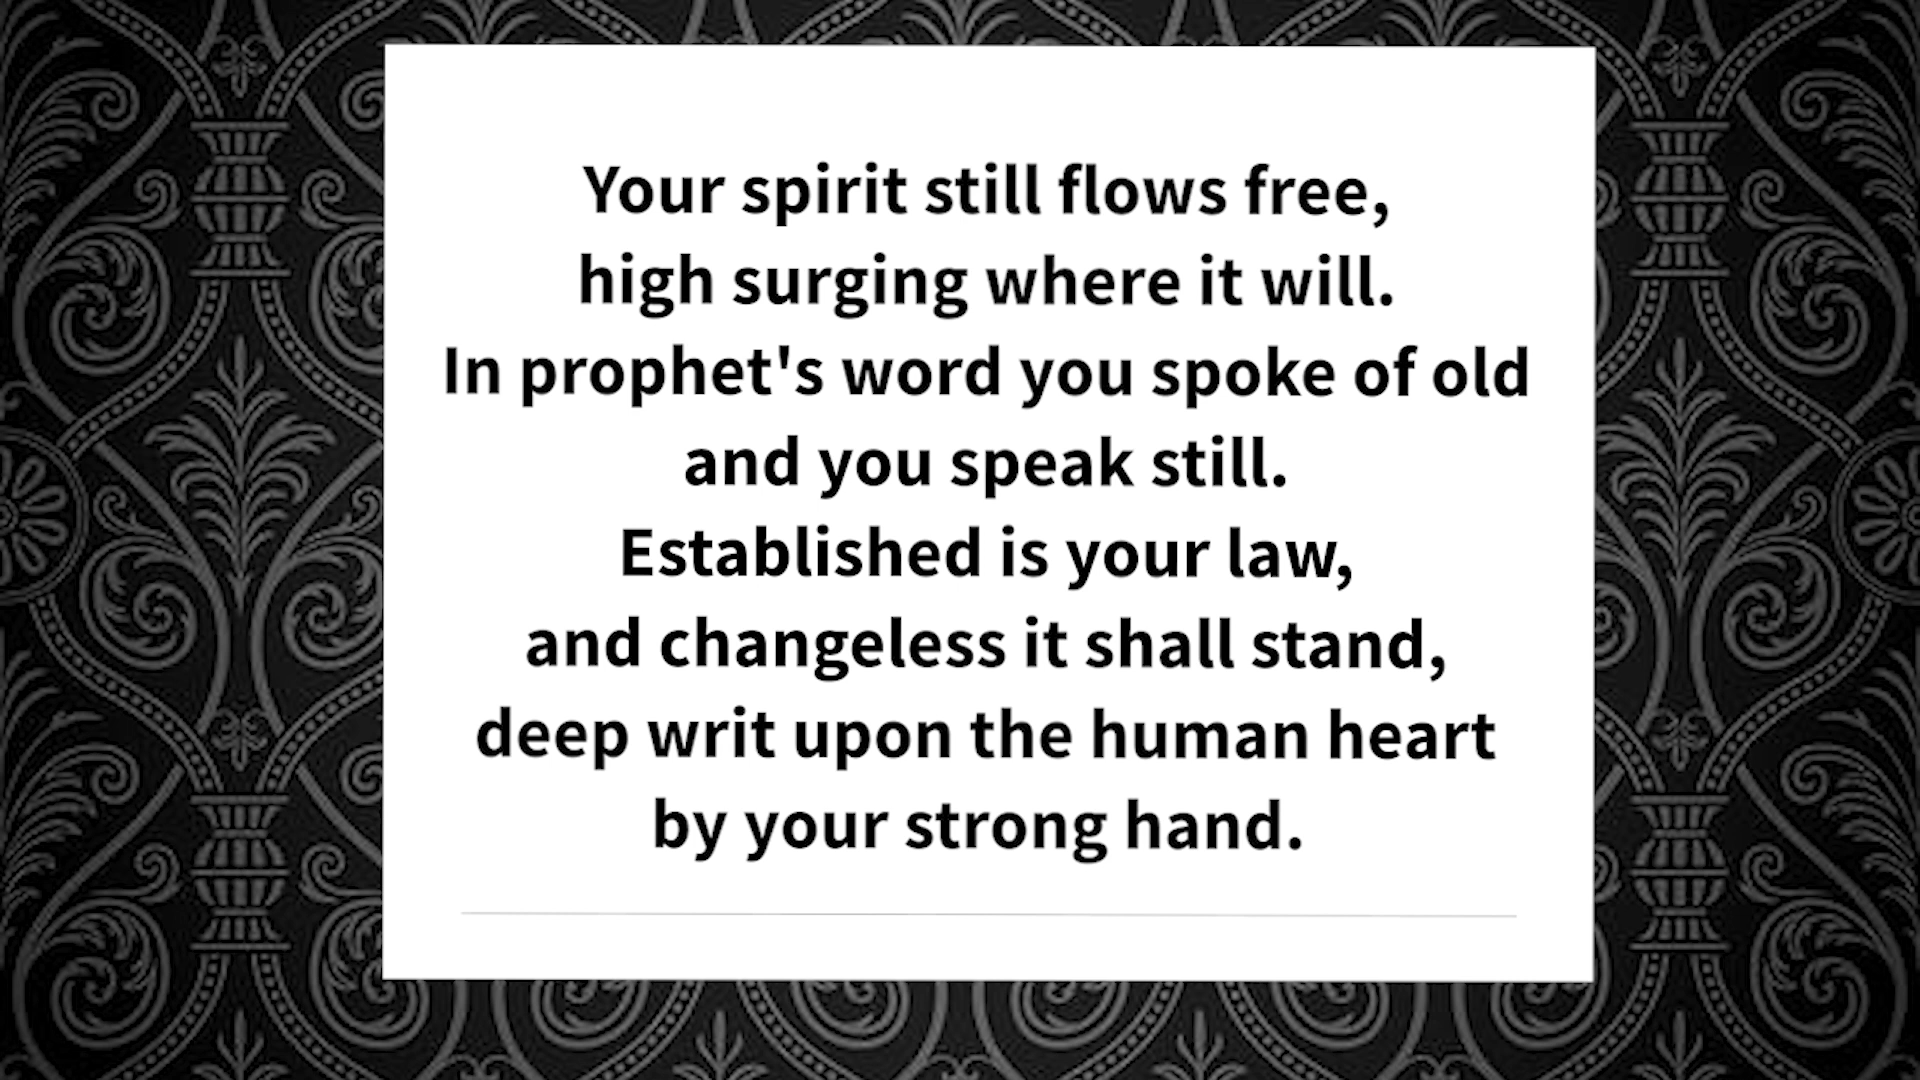 Your spirit still flows free,
high surging where it will.
In prophet's word you spoke of old
and you speak still.
Established is your law,
and changeless it shall stand,
deep writ upon the human heart
by your strong hand.